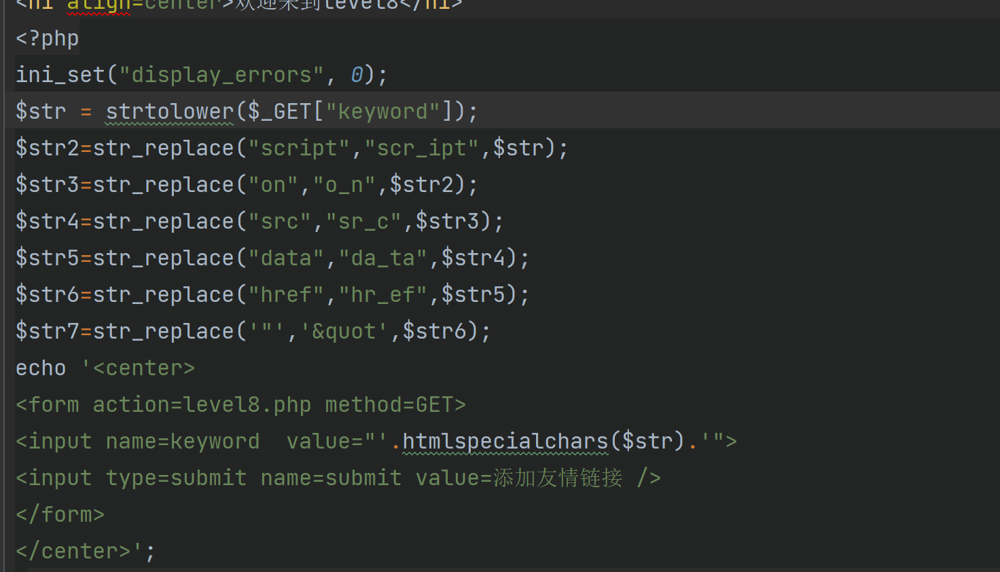 <h1 align=center>欢迎来到level8</h1>
<?php
ini_set("display_errors", 0);
$str = strtolower($_GET["keyword"]);
$str2=str_replace("script","scr_ipt",$str);
$str3=str_replace("on","o_n",$str2);
$str4=str_replace("src","sr_c",$str3);
$str5=str_replace("data","da_ta",$str4);
$str6=str_replace("href","hr_ef",$str5);
$str7=str_replace('"','&quot',$str6);
echo '<center>
<form action=level8.php method=GET>
<input name=keyword  value="'.htmlspecialchars($str).'">
<input type=submit name=submit value=添加友情链接 />
</form>
</center>';